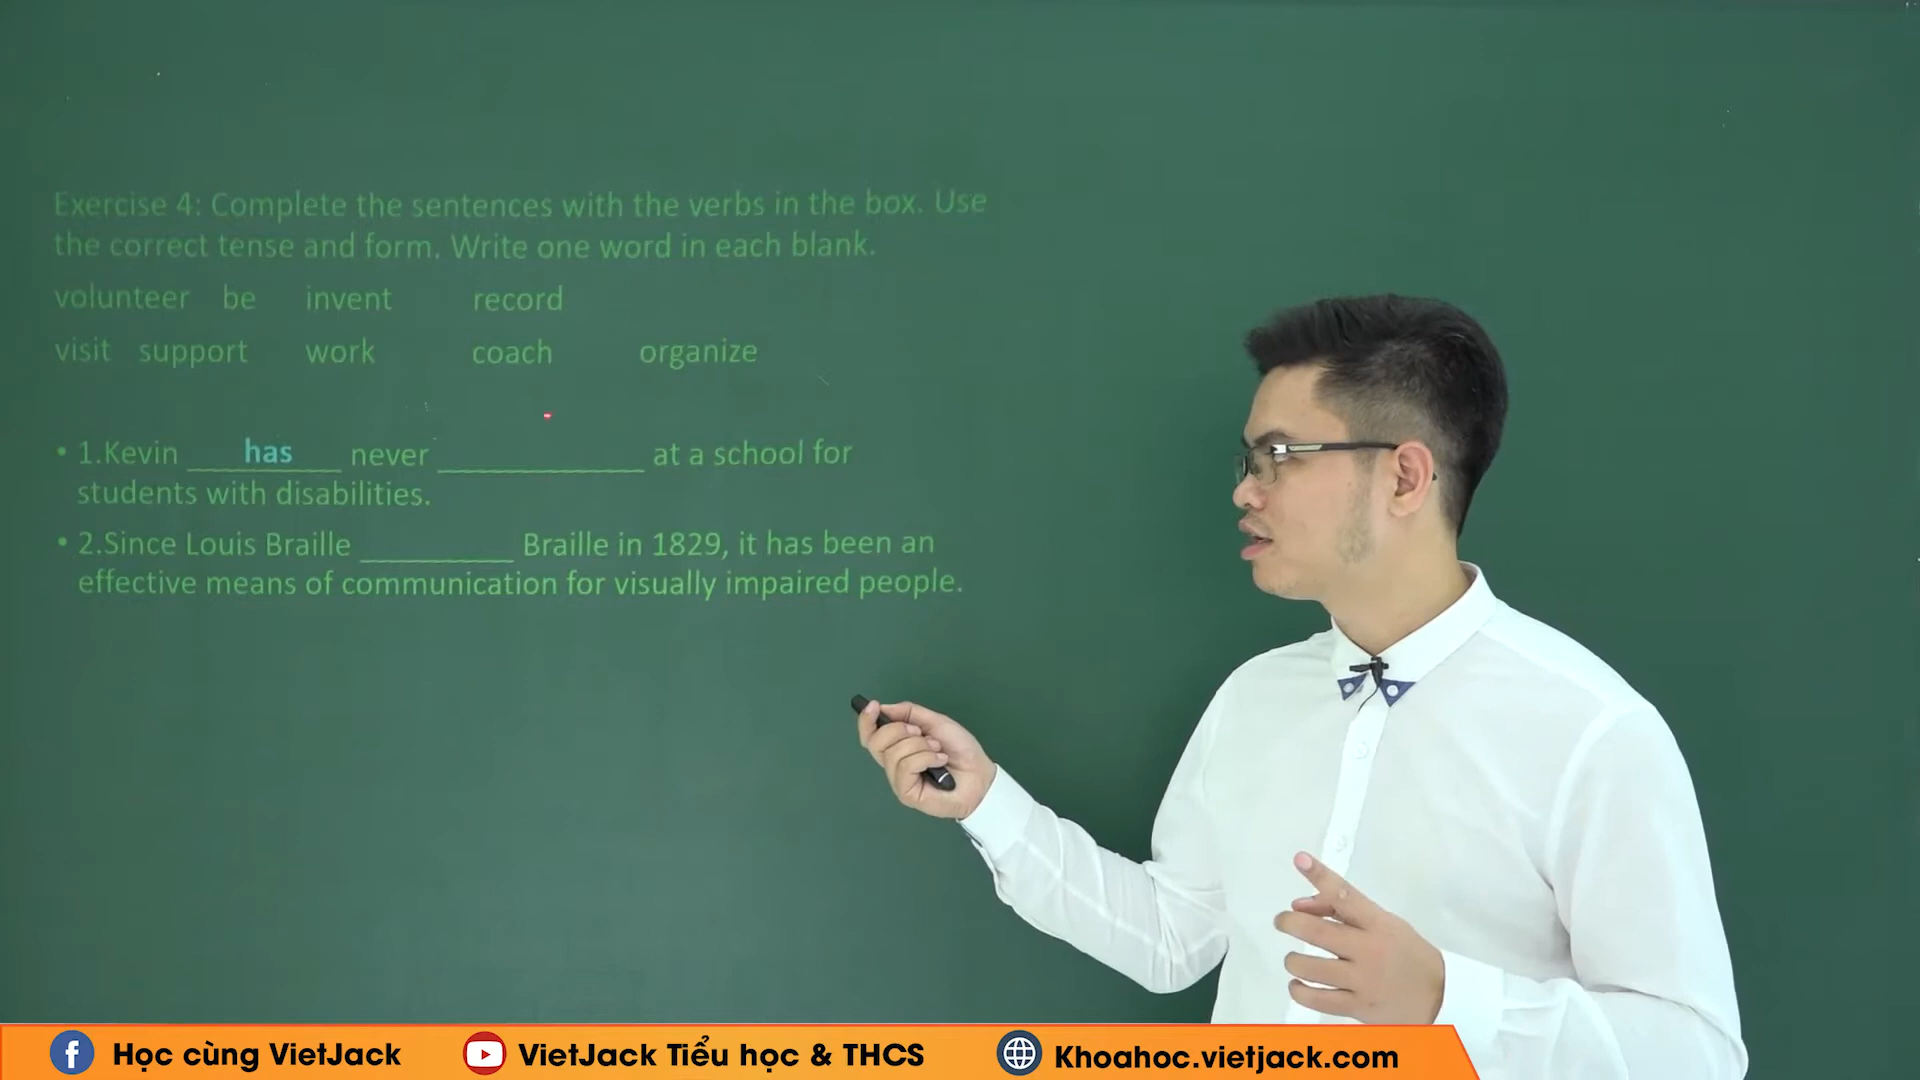 Exercise 4: Complete the sentences with the verbs in the box. Use
the correct tense and form. Write one word in each blank.
volunteer be invent record
visit support work coach organize
• 1.Kevin ___has___ never ____________ at a school for
students with disabilities.
• 2.Since Louis Braille _________ Braille in 1829, it has been an
effective means of communication for visually impaired people.
Học cùng VietJack VietJack Tiểu học & THCS Khoahoc.vietjack.com